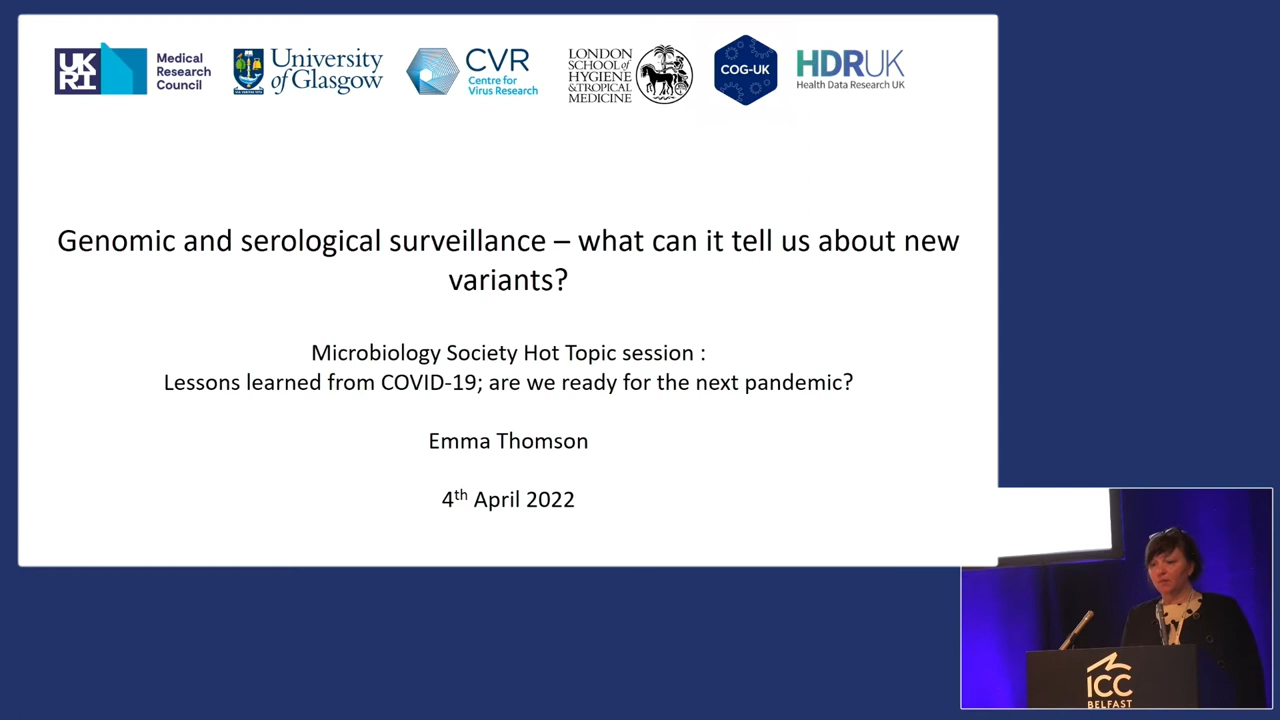 UK
RI
Medical
Research
Council
University
of Glasgow
CVR
Centre for
Virus Research
LONDON
SCHOOL of
HYGIENE
&TROPICAL
MEDICINE
COG-UK
HDRUK
Health Data Research UK
Genomic and serological surveillance – what can it tell us about new
variants?
Microbiology Society Hot Topic session :
Lessons learned from COVID-19; are we ready for the next pandemic?
Emma Thomson
4th April 2022
ICC
BELFAST